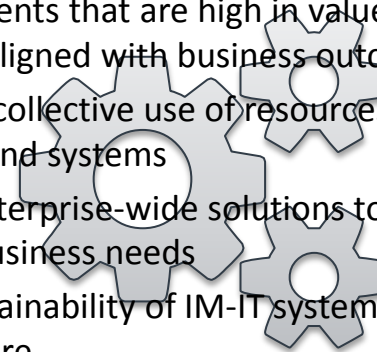 ents that are high in value
ligned with business outc
collective use of resource
nd systems
terprise-wide solutions to
usiness needs
ainability of IM-IT system
re